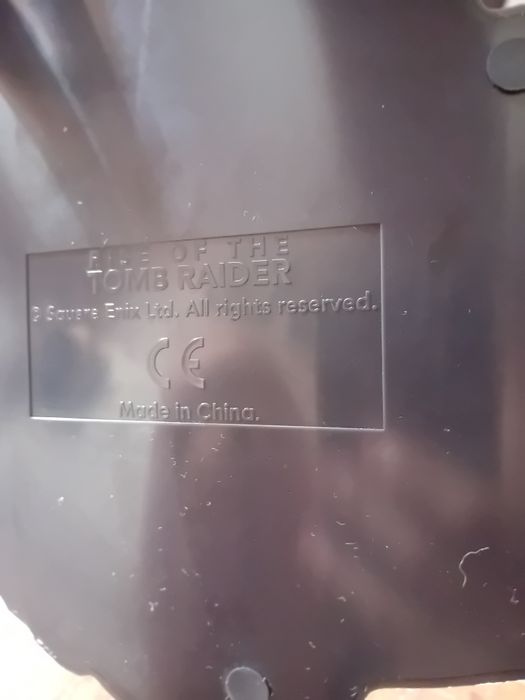 RISE OF THE
TOMB RAIDER
© Square Enix Ltd. All rights reserved.
CE
Made in China.